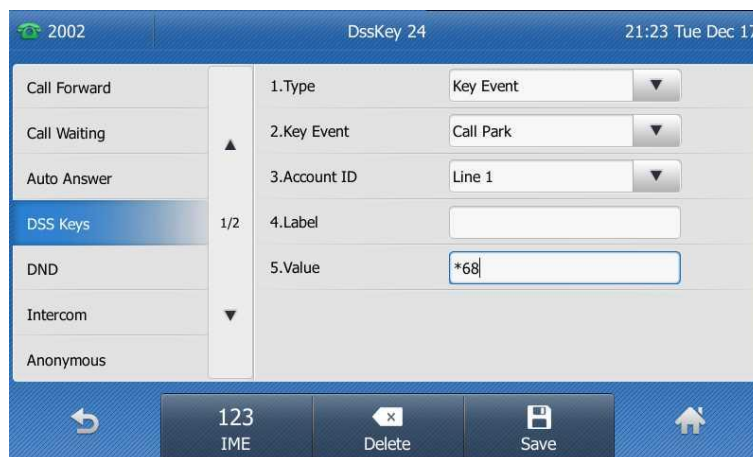 2002 DssKey 24 21:23 Tue Dec 17
Call Forward 1.Type Key Event
Call Waiting 2.Key Event Call Park
Auto Answer 3.Account ID Line 1
DSS Keys 1/2 4.Label
DND 5.Value *68
Intercom
Anonymous
123
IME Delete Save